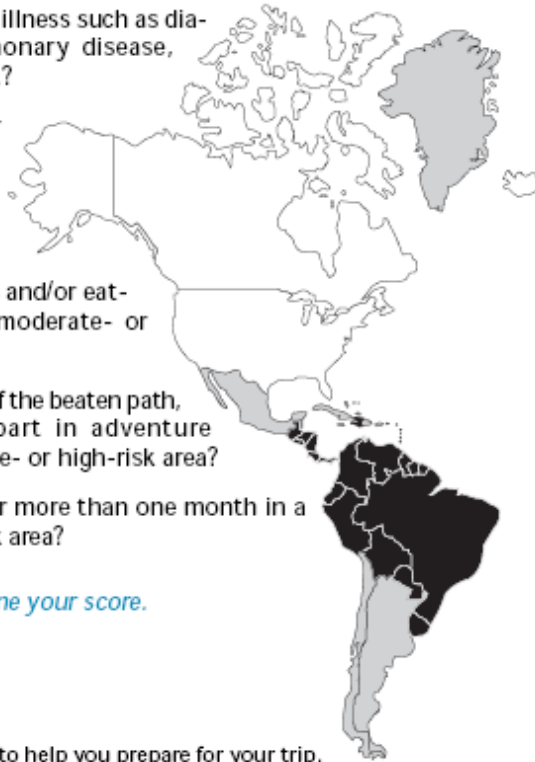 illness such as dia-
monary disease,
?
and/or eat-
moderate- or
f the beaten path,
part in adventure
e- or high-risk area?
r more than one month in a
k area?
ne your score.
to help you prepare for your trip.